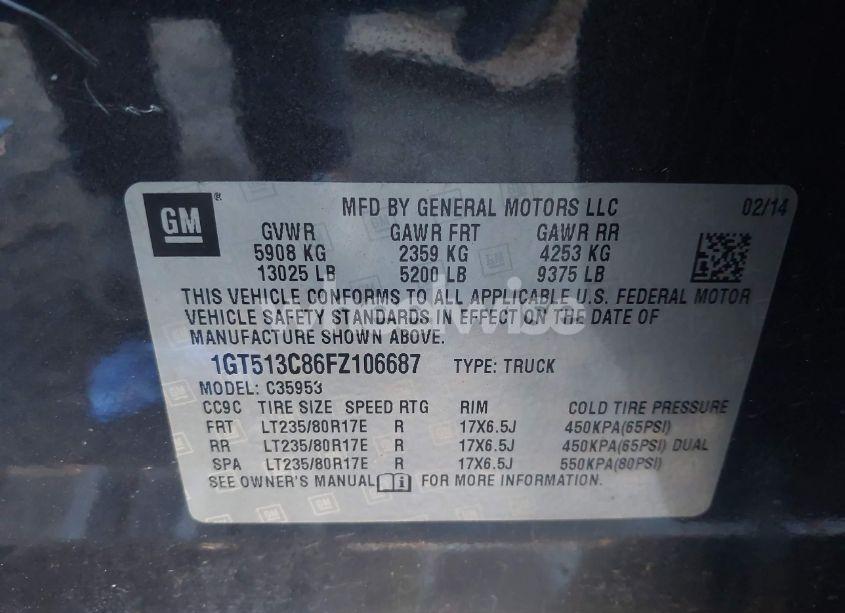 GM®
MFD BY GENERAL MOTORS LLC 02/14
GVWR GAWR FRT GAWR RR
5908 KG 2359 KG 4253 KG
13025 LB 5200 LB 9375 LB
THIS VEHICLE CONFORMS TO ALL APPLICABLE U.S. FEDERAL MOTOR
VEHICLE SAFETY STANDARDS IN EFFECT ON THE DATE OF
MANUFACTURE SHOWN ABOVE.
1GT513C86FZ106687 TYPE: TRUCK
MODEL: C35953
CC9C TIRE SIZE SPEED RTG RIM COLD TIRE PRESSURE
FRT LT235/80R17E R 17X6.5J 450KPA(65PSI)
RR LT235/80R17E R 17X6.5J 450KPA(65PSI) DUAL
SPA LT235/80R17E R 17X6.5J 550KPA(80PSI)
SEE OWNER'S MANUAL i FOR MORE INFORMATION.
GM